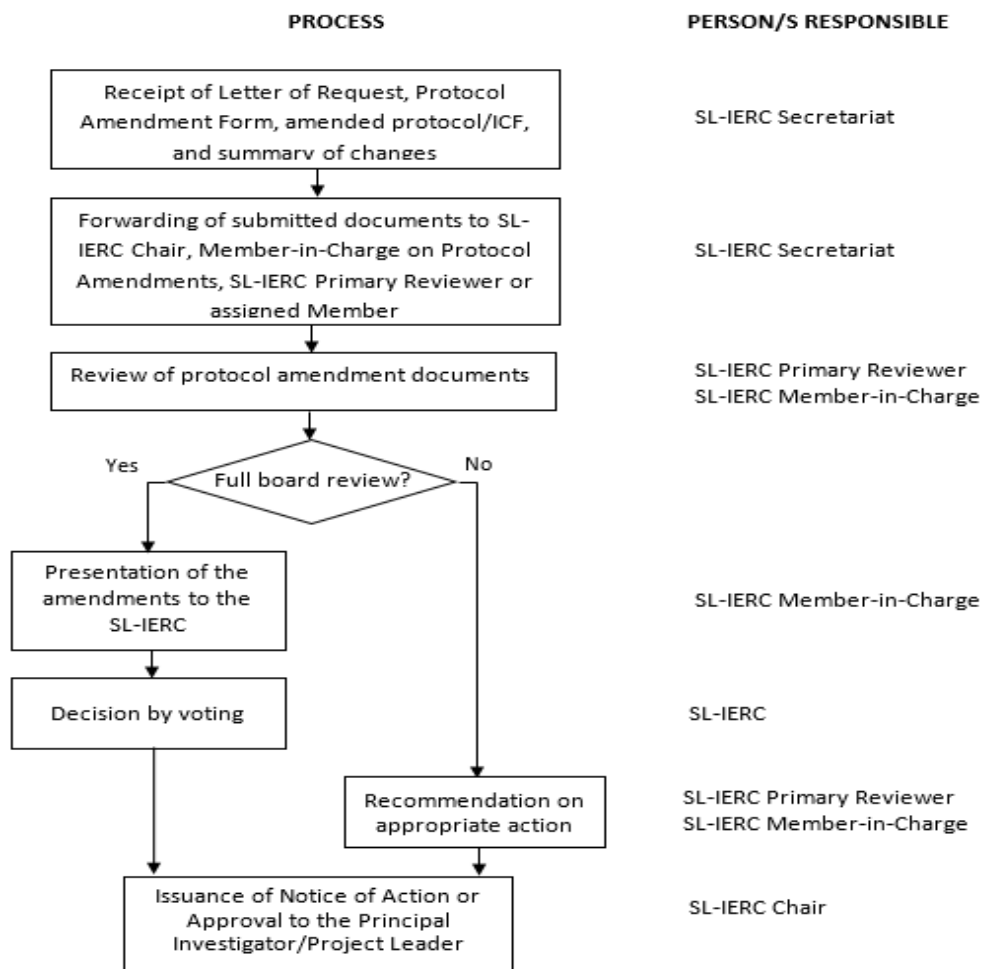 PROCESS
PERSON/S RESPONSIBLE
Receipt of Letter of Request, Protocol
Amendment Form, amended protocol/ICF,
and summary of changes
SL-IERC Secretariat
Forwarding of submitted documents to SL-
IERC Chair, Member-in-Charge on Protocol
Amendments, SL-IERC Primary Reviewer or
assigned Member
SL-IERC Secretariat
Review of protocol amendment documents
SL-IERC Primary Reviewer
SL-IERC Member-in-Charge
Yes
No
Full board review?
Presentation of the
amendments to the
SL-IERC
SL-IERC Member-in-Charge
Decision by voting
SL-IERC
Recommendation on
appropriate action
SL-IERC Primary Reviewer
SL-IERC Member-in-Charge
Issuance of Notice of Action or
Approval to the Principal
Investigator/Project Leader
SL-IERC Chair